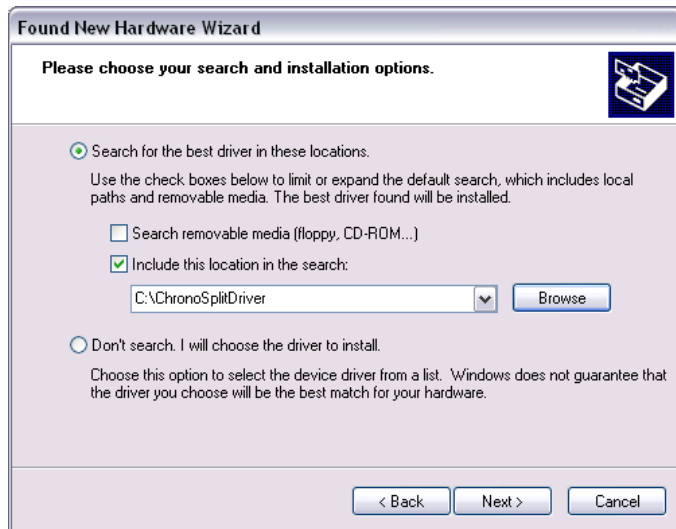 Found New Hardware Wizard
Please choose your search and installation options.
Search for the best driver in these locations.
Use the check boxes below to limit or expand the default search, which includes local
paths and removable media. The best driver found will be installed.
Search removable media (floppy, CD-ROM...)
Include this location in the search:
C:\ChronoSplitDriver
Browse
Don't search. I will choose the driver to install.
Choose this option to select the device driver from a list. Windows does not guarantee that
the driver you choose will be the best match for your hardware.
< Back
Next >
Cancel